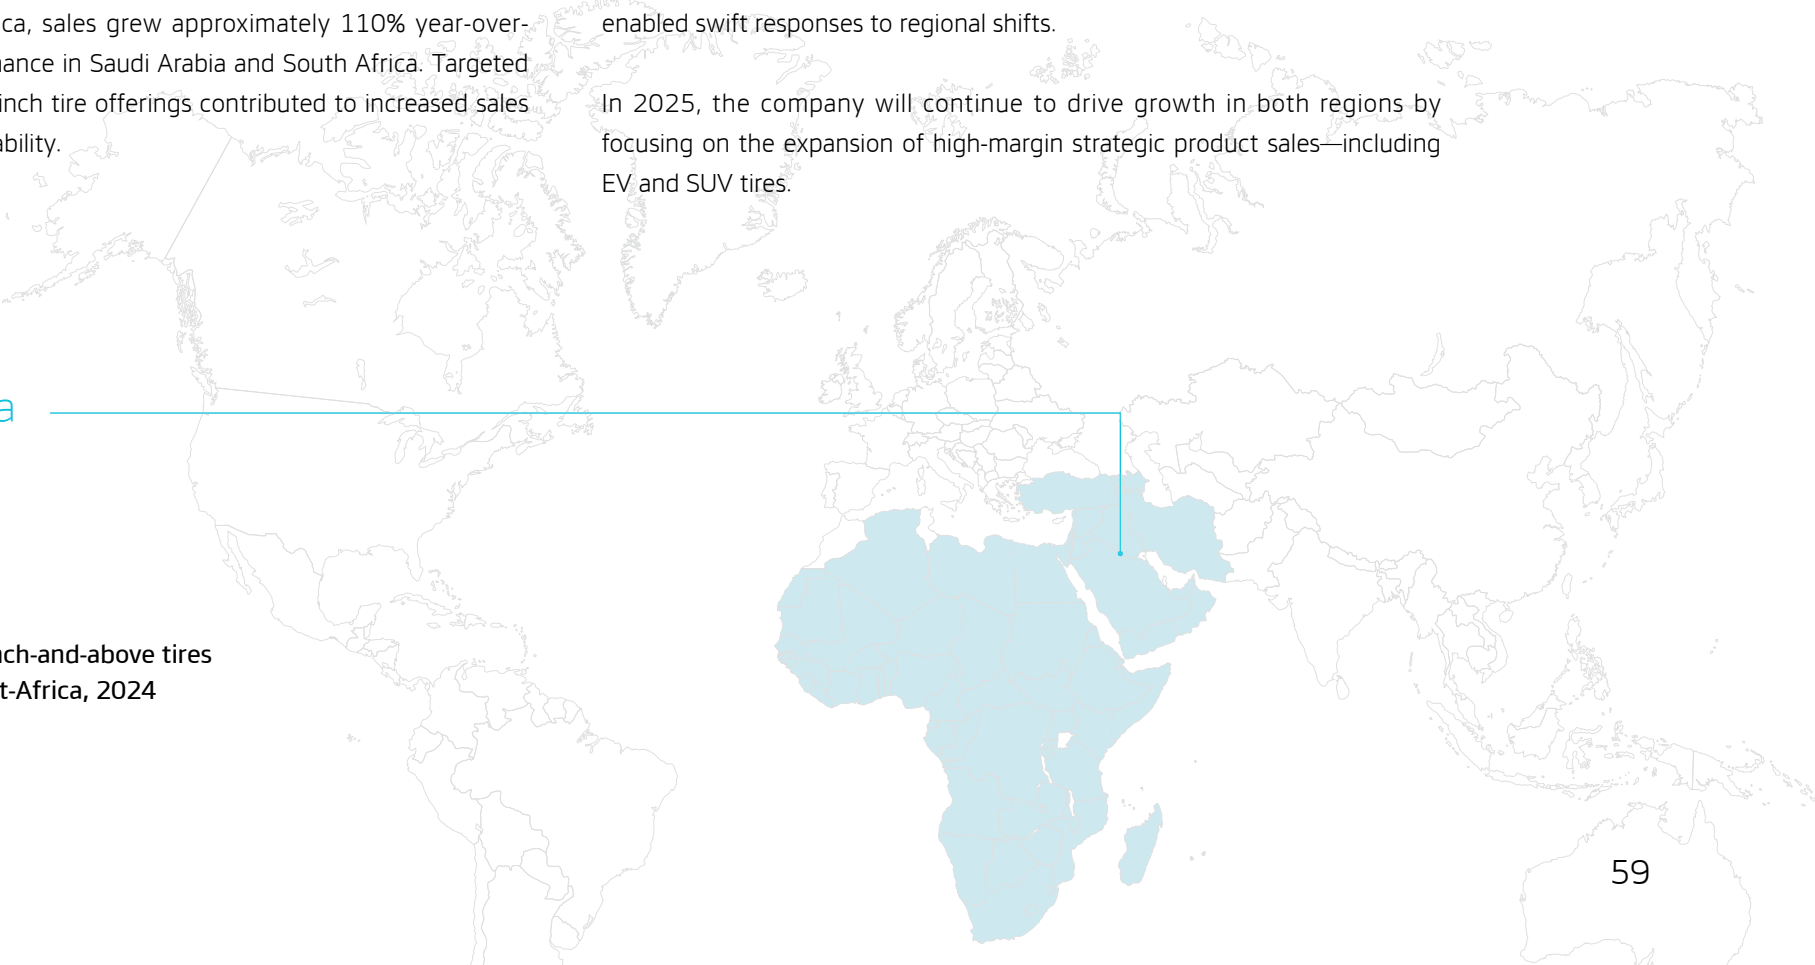 ca, sales grew approximately 110% year-over-
ance in Saudi Arabia and South Africa. Targeted
inch tire offerings contributed to increased sales
ability.
enabled swift responses to regional shifts.
In 2025, the company will continue to drive growth in both regions by
focusing on the expansion of high-margin strategic product sales—including
EV and SUV tires.
a
ch-and-above tires
t-Africa, 2024
59